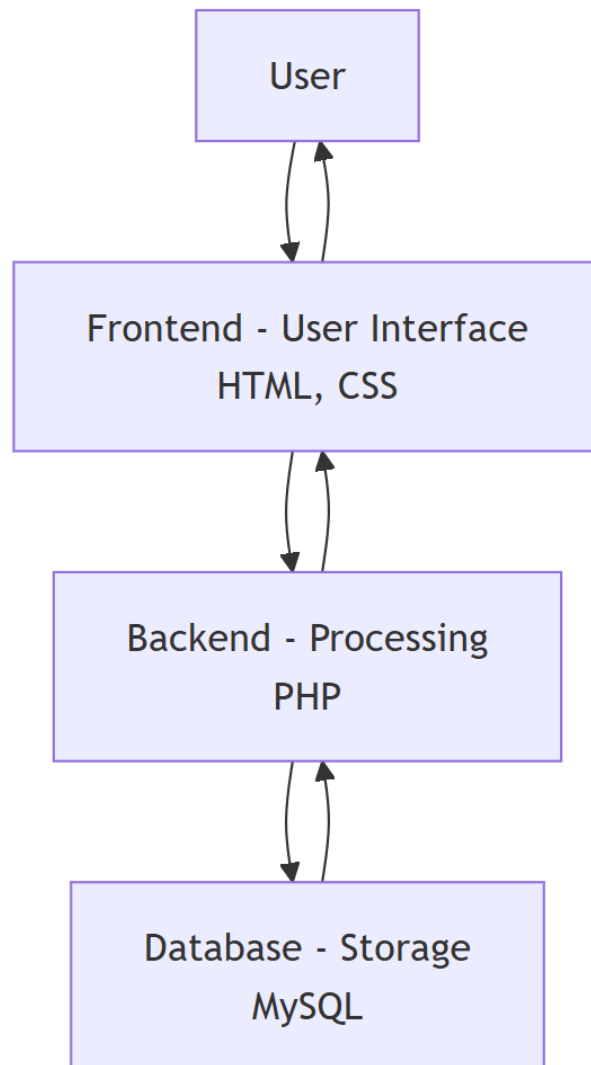 User
Frontend - User Interface
HTML, CSS
Backend - Processing
PHP
Database - Storage
MySQL